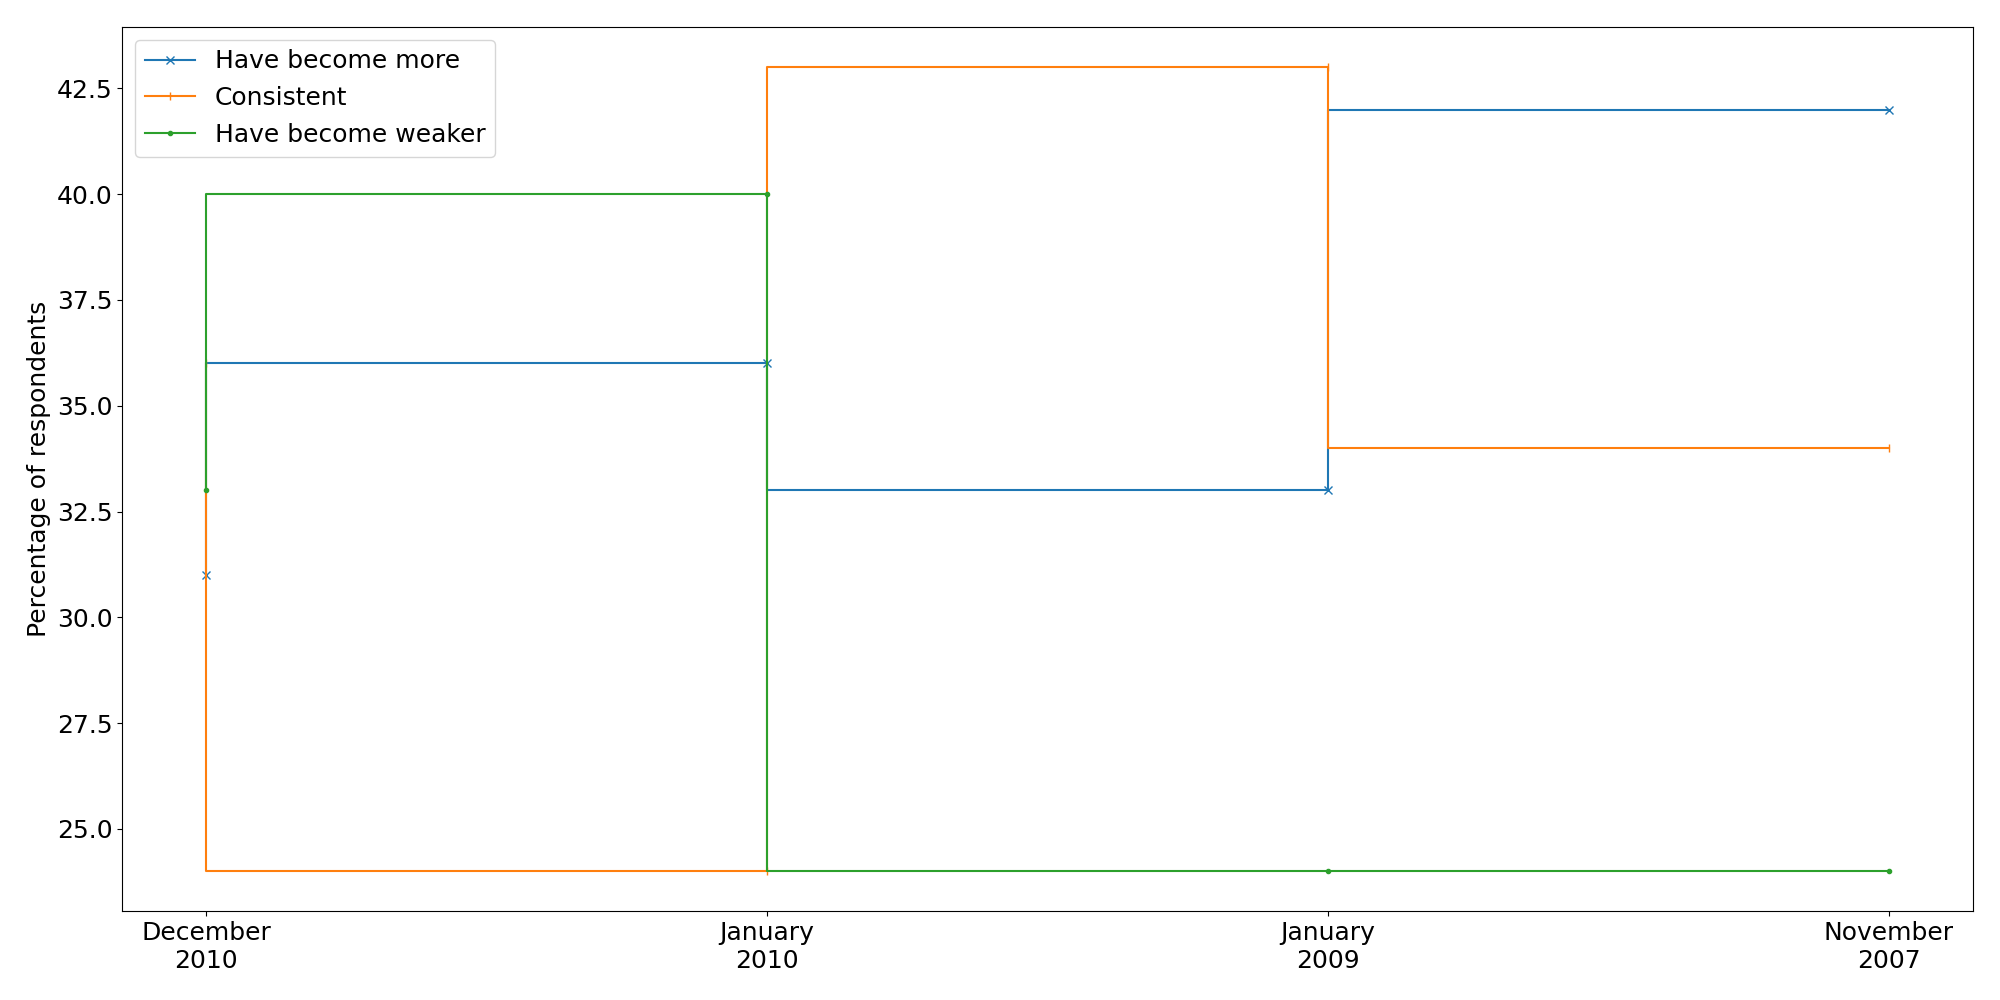 Have become more
Consistent
Have become weaker
Percentage of respondents
42.5
40.0
37.5
35.0
32.5
30.0
27.5
25.0
December
2010
January
2010
January
2009
November
2007